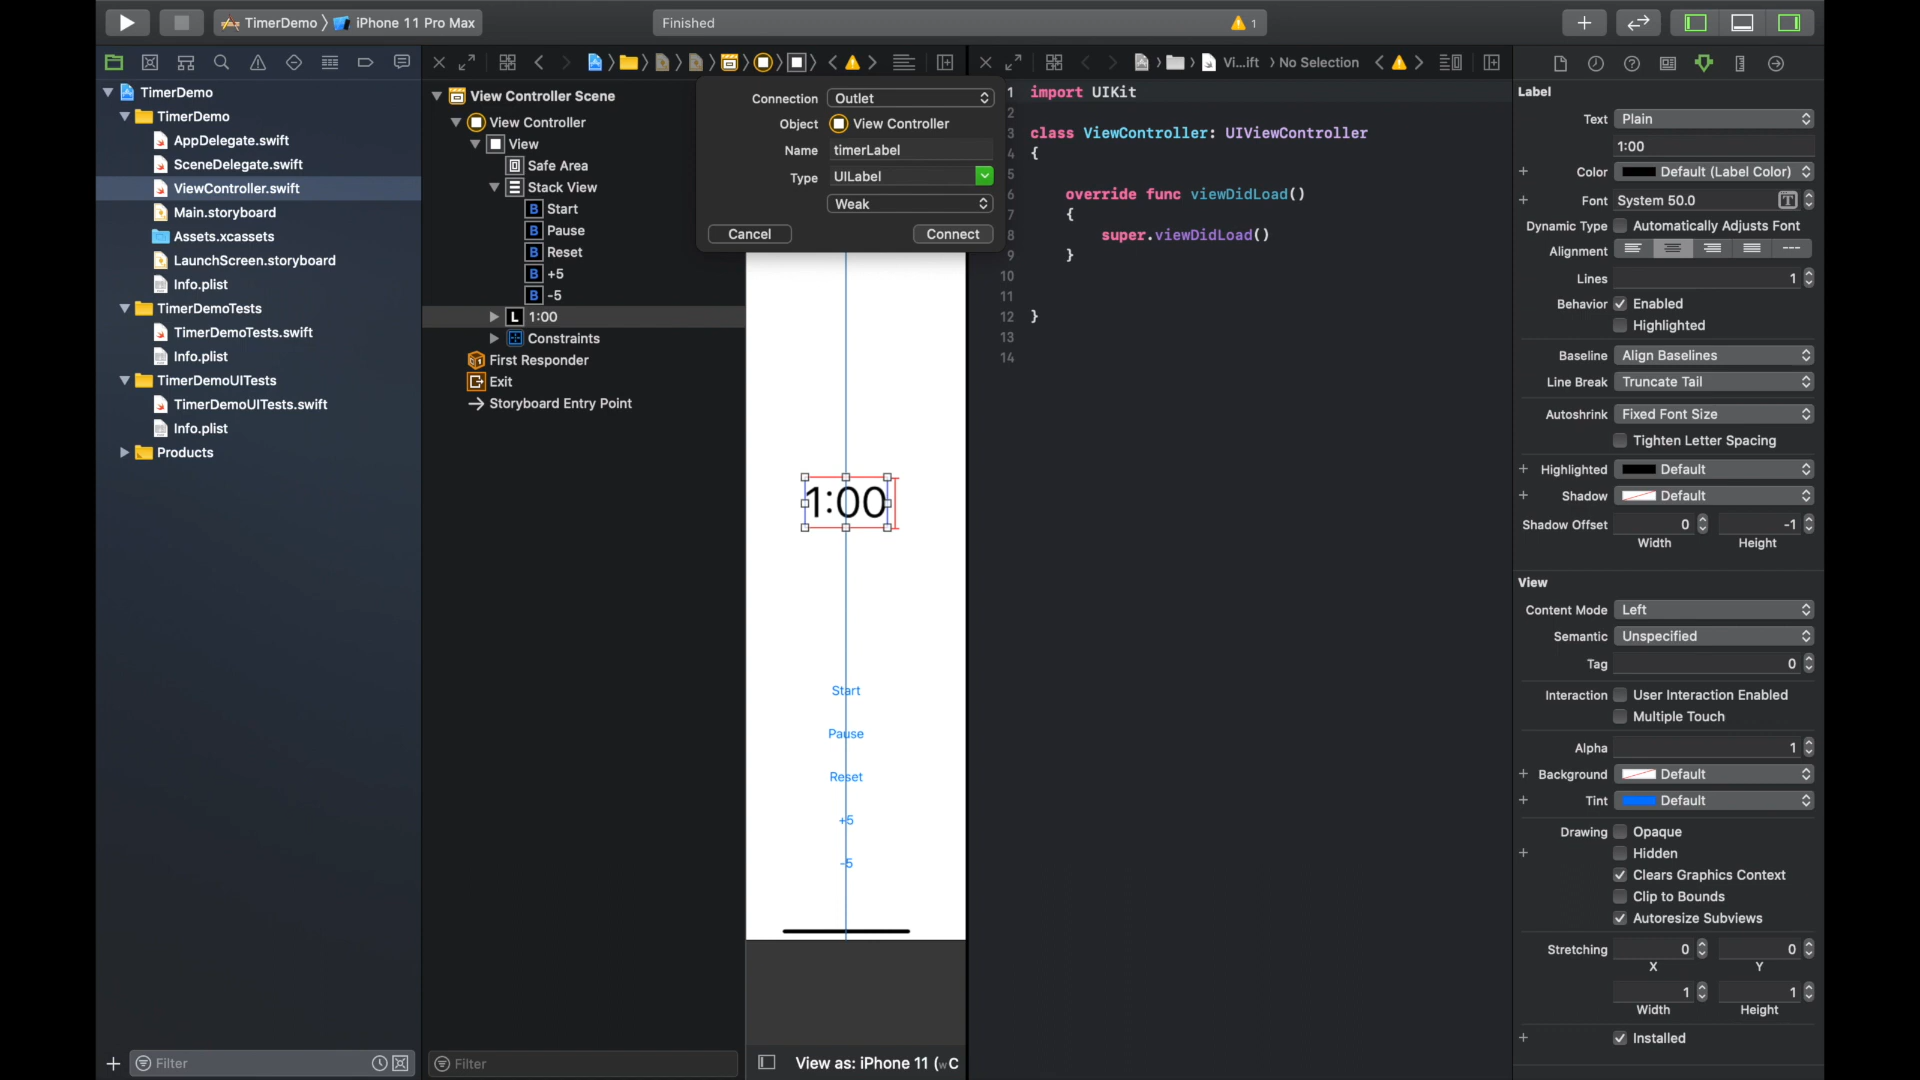 TimerDemo
iPhone 11 Pro Max
Finished
1
TimerDemo
TimerDemo
AppDelegate.swift
SceneDelegate.swift
ViewController.swift
Main.storyboard
Assets.xcassets
LaunchScreen.storyboard
Info.plist
TimerDemoTests
TimerDemoTests.swift
Info.plist
TimerDemoUITests
TimerDemoUITests.swift
Info.plist
Products
Filter
View Controller Scene
View Controller
View
Safe Area
Stack View
B Start
B Pause
B Reset
B +5
B -5
L 1:00
Constraints
First Responder
Exit
Storyboard Entry Point
Filter
Connection Outlet
Object View Controller
Name timerLabel
Type UILabel
Weak
Cancel Connect
1:00
Start
Pause
Reset
+5
-5
View as: iPhone 11 (wC
Vi...ift No Selection
1 import UIKit
2
3 class ViewController: UIViewController
4 {
5
6 override func viewDidLoad()
7 {
8 super.viewDidLoad()
9 }
10
11
12 }
13
14
Label
Text Plain
1:00
Color Default (Label Color)
Font System 50.0
Dynamic Type Automatically Adjusts Font
Alignment
Lines 1
Behavior Enabled
Highlighted
Baseline Align Baselines
Line Break Truncate Tail
Autoshrink Fixed Font Size
Tighten Letter Spacing
Highlighted Default
Shadow Default
Shadow Offset 0 -1
Width Height
View
Content Mode Left
Semantic Unspecified
Tag 0
Interaction User Interaction Enabled
Multiple Touch
Alpha 1
Background Default
Tint Default
Drawing Opaque
Hidden
Clears Graphics Context
Clip to Bounds
Autoresize Subviews
Stretching 0 0
X Y
1 1
Width Height
Installed